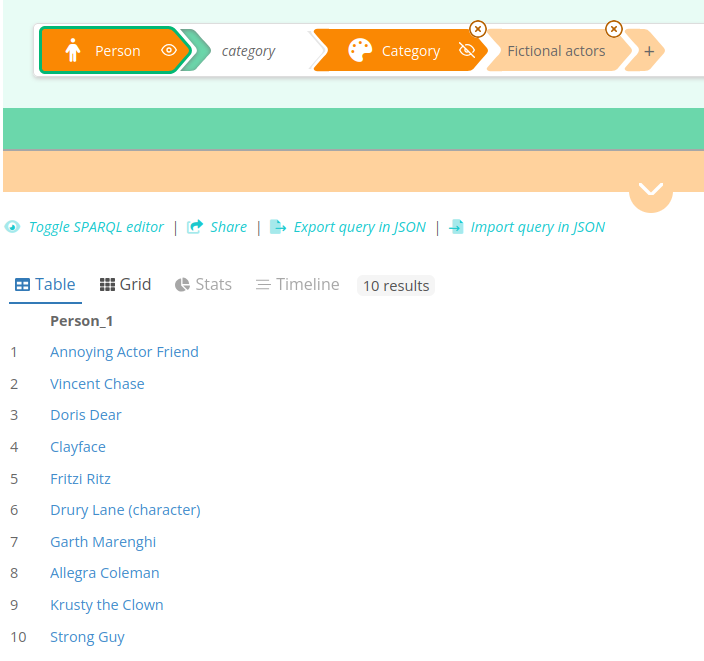 Person category Category Fictional actors +
Toggle SPARQL editor | Share | Export query in JSON | Import query in JSON
Table Grid Stats Timeline 10 results
Person_1
1 Annoying Actor Friend
2 Vincent Chase
3 Doris Dear
4 Clayface
5 Fritzi Ritz
6 Drury Lane (character)
7 Garth Marenghi
8 Allegra Coleman
9 Krusty the Clown
10 Strong Guy